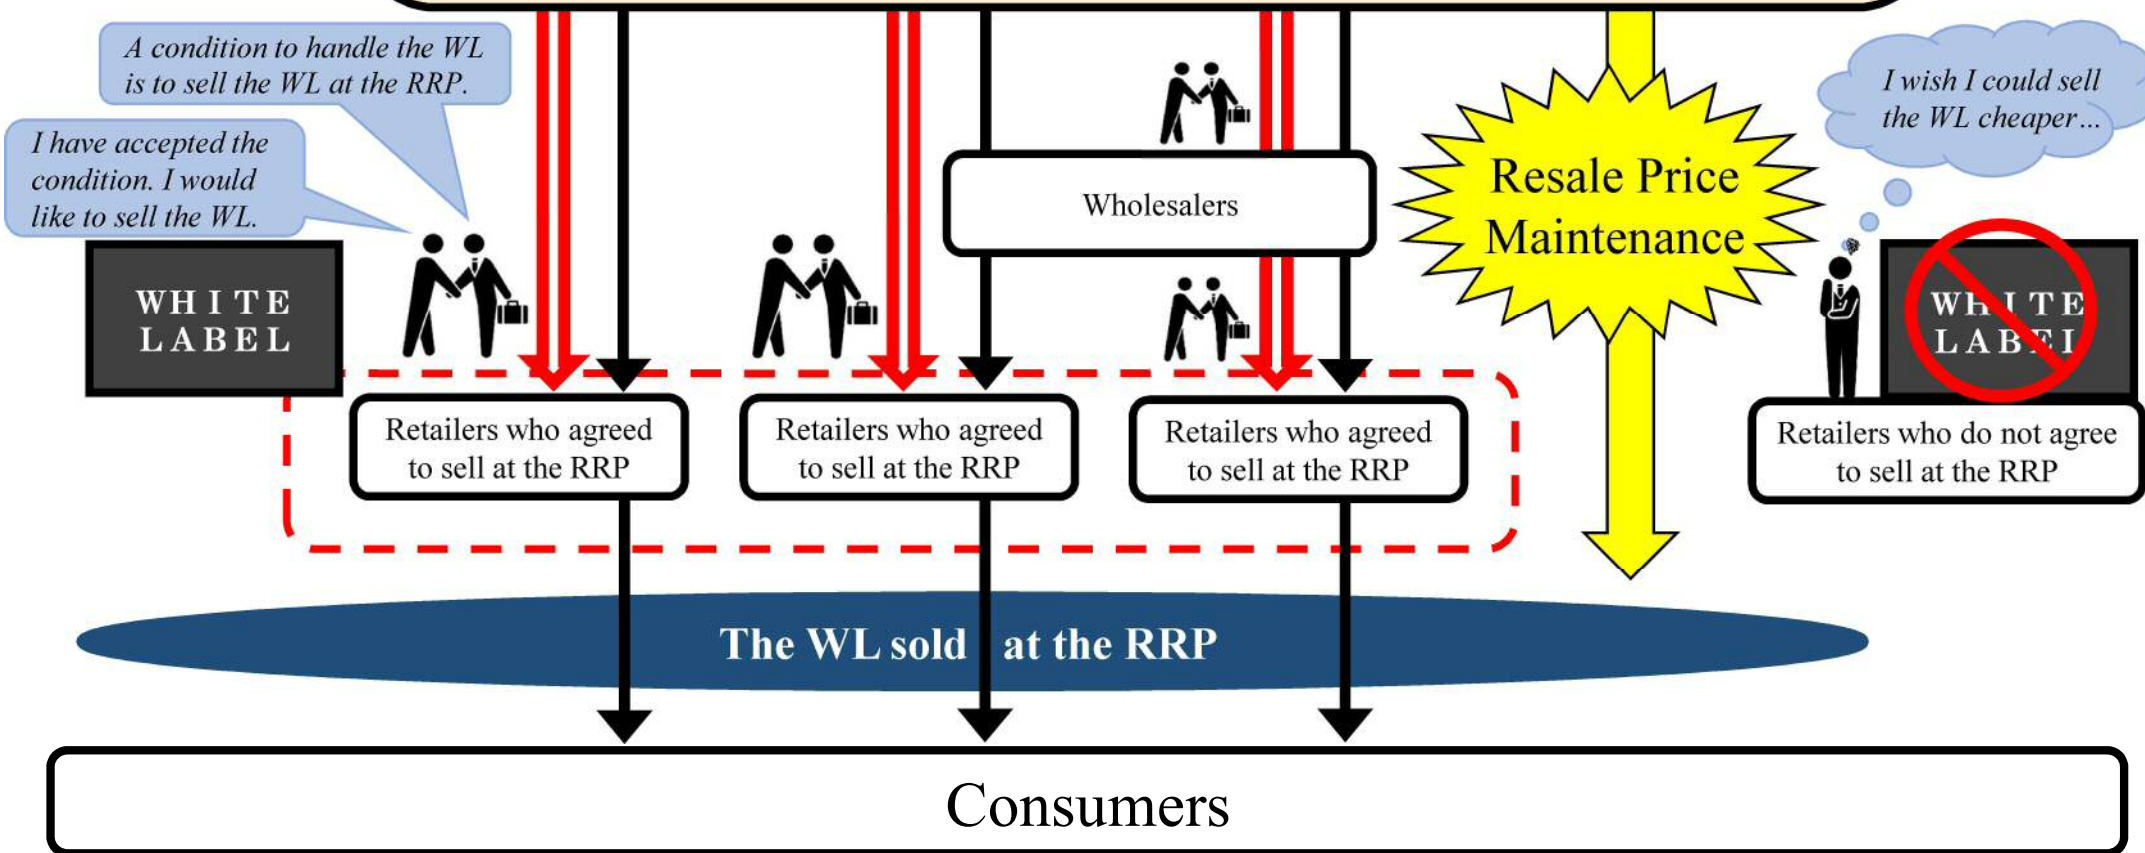 A condition to handle the WL
is to sell the WL at the RRP.
I have accepted the
condition. I would
like to sell the WL.
I wish I could sell
the WL cheaper…
Wholesalers
Resale Price
Maintenance
WHITE
LABEL
WHITE
LABEL
Retailers who agreed
to sell at the RRP
Retailers who agreed
to sell at the RRP
Retailers who agreed
to sell at the RRP
Retailers who do not agree
to sell at the RRP
The WL sold at the RRP
Consumers